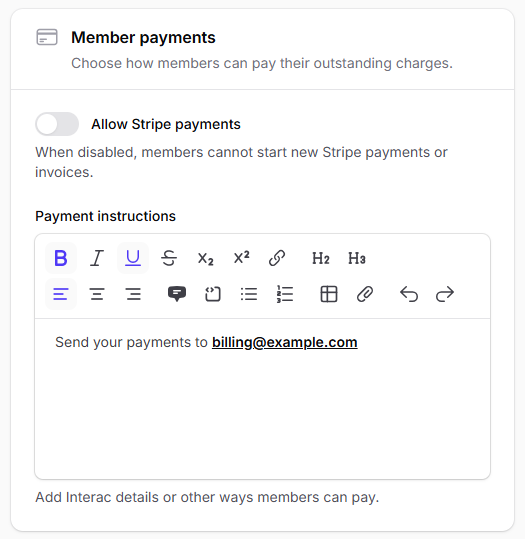 Member payments
Choose how members can pay their outstanding charges.
Allow Stripe payments
When disabled, members cannot start new Stripe payments or
invoices.
Payment instructions
B I U S x₂ x² H2 H3
Send your payments to billing@example.com
Add Interac details or other ways members can pay.